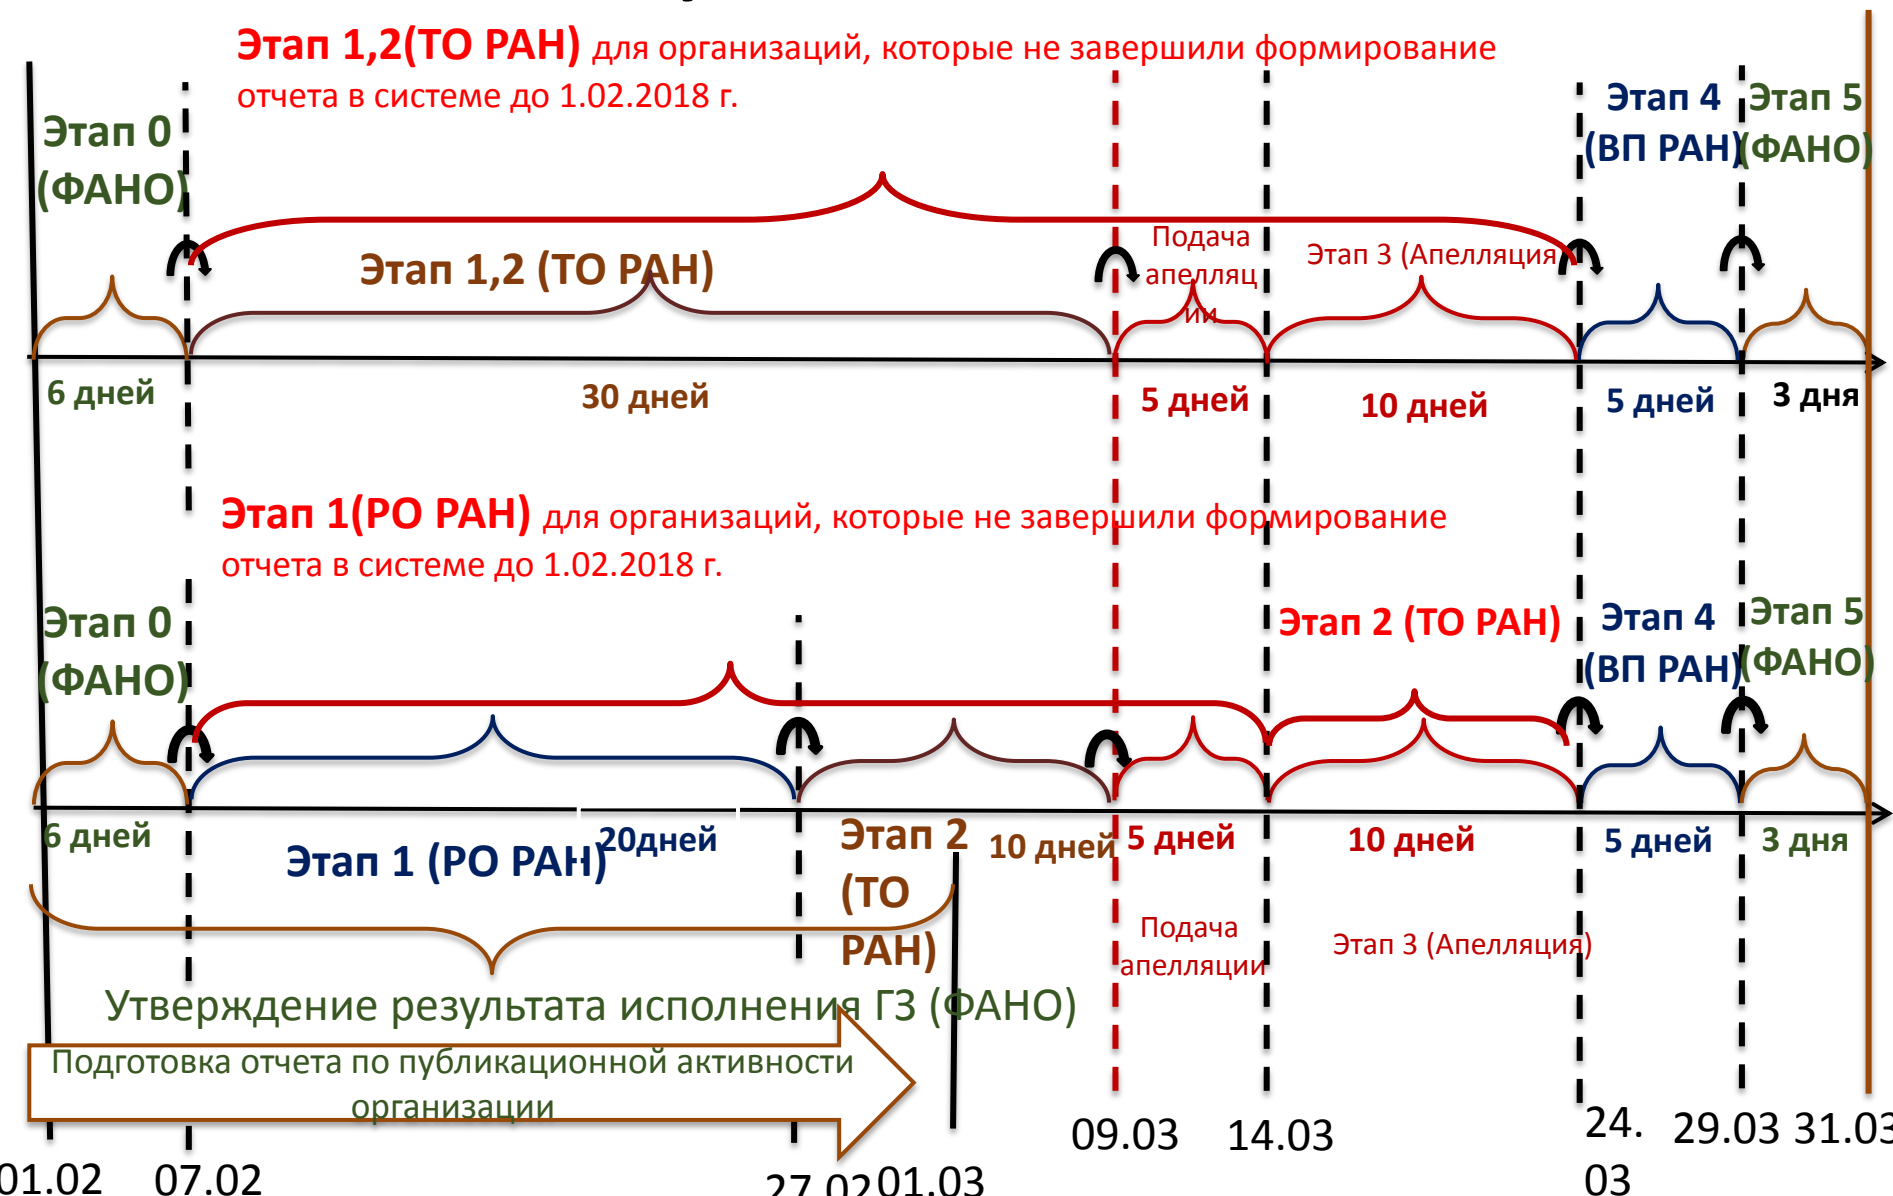 Этап 1,2(ТО РАН) для организаций, которые не завершили формирование
отчета в системе до 1.02.2018 г.
Этап 0
(ФАНО)
Этап 4
(ВП РАН)
Этап 5
(ФАНО)
Этап 1,2 (ТО РАН)
Подача
апелляц
ии
Этап 3 (Апелляция
6 дней
30 дней
5 дней
10 дней
5 дней
3 дня
Этап 1(РО РАН) для организаций, которые не завершили формирование
отчета в системе до 1.02.2018 г.
Этап 0
(ФАНО)
Этап 2 (ТО РАН)
Этап 4
(ВП РАН)
Этап 5
(ФАНО)
6 дней
Этап 1 (РО РАН)
20дней
Этап 2
(ТО
РАН)
10 дней
5 дней
10 дней
5 дней
3 дня
Подача
апелляции
Этап 3 (Апелляция)
Утверждение результата исполнения ГЗ (ФАНО)
Подготовка отчета по публикационной активности
организации
01.02
07.02
27.02
01.03
09.03
14.03
24.
03
29.03
31.03